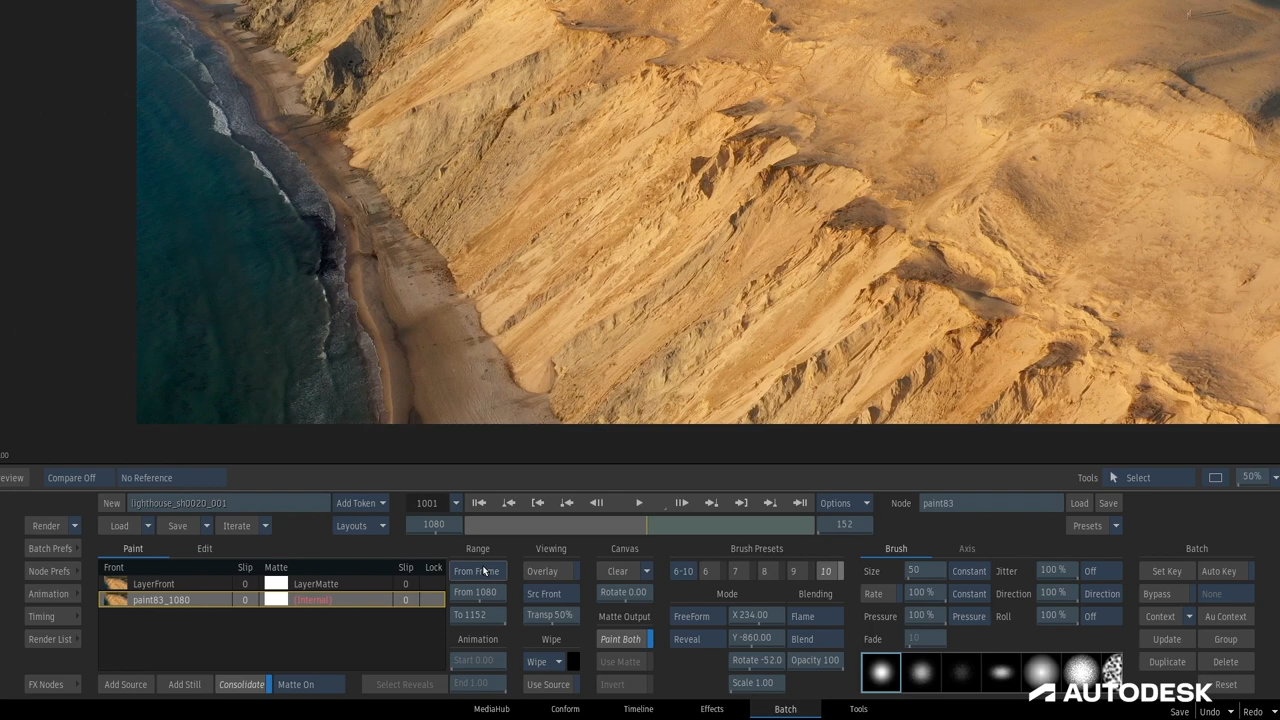 00
eview Compare Off No Reference Tools Select 50%
New lighthouse_sh0020_001 Add Token 1001 Options Node paint83 Load Save
Render Load Save Iterate Layouts 1080 152 Presets
Batch Prefs Paint Edit Range Viewing Canvas Brush Presets Brush Axis Batch
Front Slip Matte Slip Lock
Node Prefs From Frame Overlay Clear 6-10 6 7 8 9 10 Size 50 Constant Jitter 100 % Off Set Key Auto Key
LayerFront 0 LayerMatte 0
Animation From 1080 Src Front Rotate 0.00 Mode Blending Rate 100 % Constant Direction 100 % Direction Bypass None
paint83_1080 0 (Internal) 0
Timing To 1152 Transp 50% Matte Output FreeForm X 234.00 Flame Pressure 100 % Pressure Roll 100 % Off Context Au Context
Render List Animation Wipe Paint Both Reveal Y -860.00 Blend Fade 10 Update Group
Start 0.00 Wipe Use Matte Rotate -52.0 Opacity 100 Duplicate Delete
FX Nodes Add Source Add Still Consolidate Matte On Select Reveals End 1.00 Use Source Invert Scale 1.00 Reset
AUTODESK
MediaHub Conform Timeline Effects Batch Tools Save Undo Redo